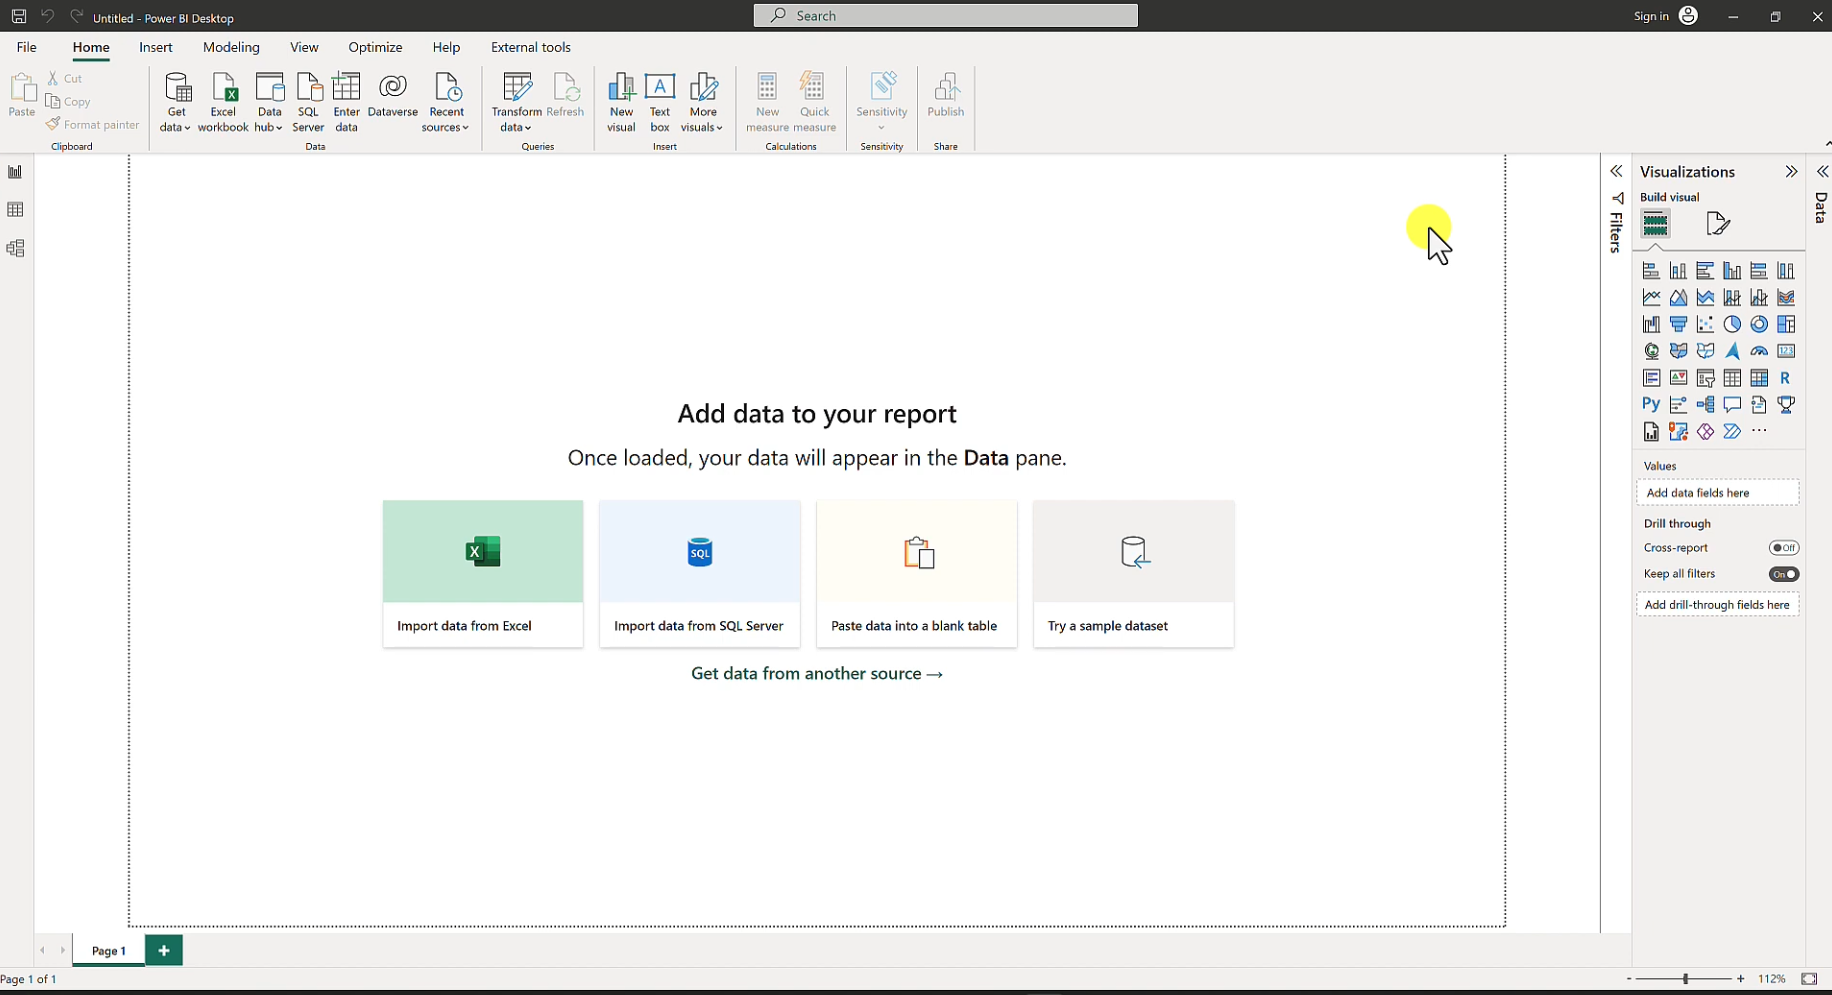 Untitled - Power BI Desktop
Search
Sign in
File Home Insert Modeling View Optimize Help External tools
Paste
Cut
Copy
Format painter
Clipboard
Get data
Excel workbook
Data hub
SQL Server
Enter data
Dataverse
Recent sources
Data
Transform data
Refresh
Queries
New visual
Text box
More visuals
Insert
New measure
Quick measure
Calculations
Sensitivity
Sensitivity
Publish
Share
Filters
Visualizations
Build visual
Data
123
R
Py
Values
Add data fields here
Drill through
Cross-report
Off
Keep all filters
On
Add drill-through fields here
Add data to your report
Once loaded, your data will appear in the Data pane.
X
SQL
Import data from Excel
Import data from SQL Server
Paste data into a blank table
Try a sample dataset
Get data from another source →
Page 1
+
Page 1 of 1
- + 112%